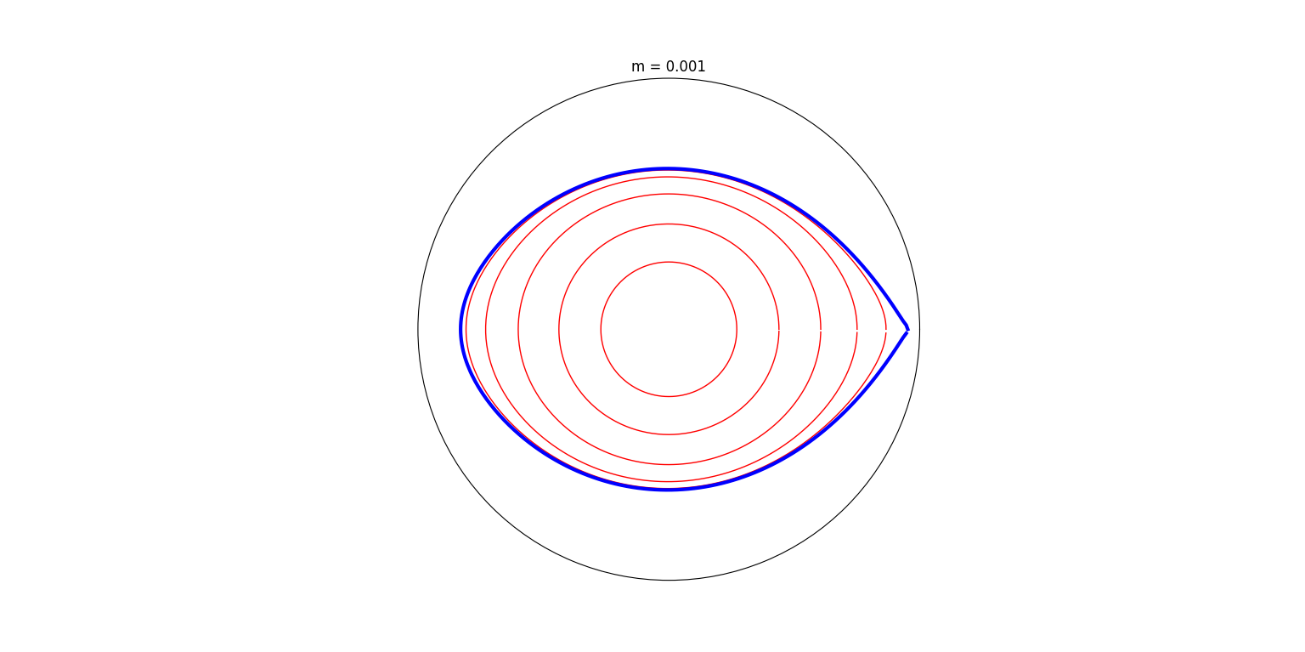 m = 0.001